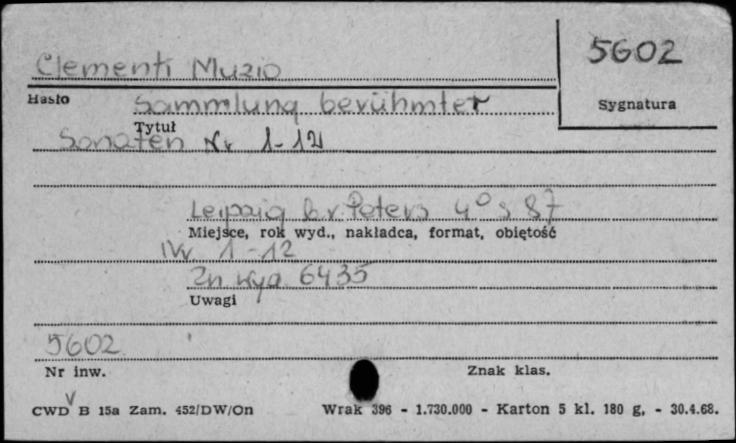 5602
Clementi Muzio
Hasło
Sygnatura
Sammlung berühmter
Tytuł
Sonaten Nr 1-12
Leipzig b.r. Peters 4° s 87
Miejsce, rok wyd., nakładca, format, objętość
Nr 1-12
Zn wyd. 6435
Uwagi
5602
Nr inw.
Znak klas.
CWD B 15a Zam. 452/DW/On
Wrak 396 - 1.730.000 - Karton 5 kl. 180 g, - 30.4.68.